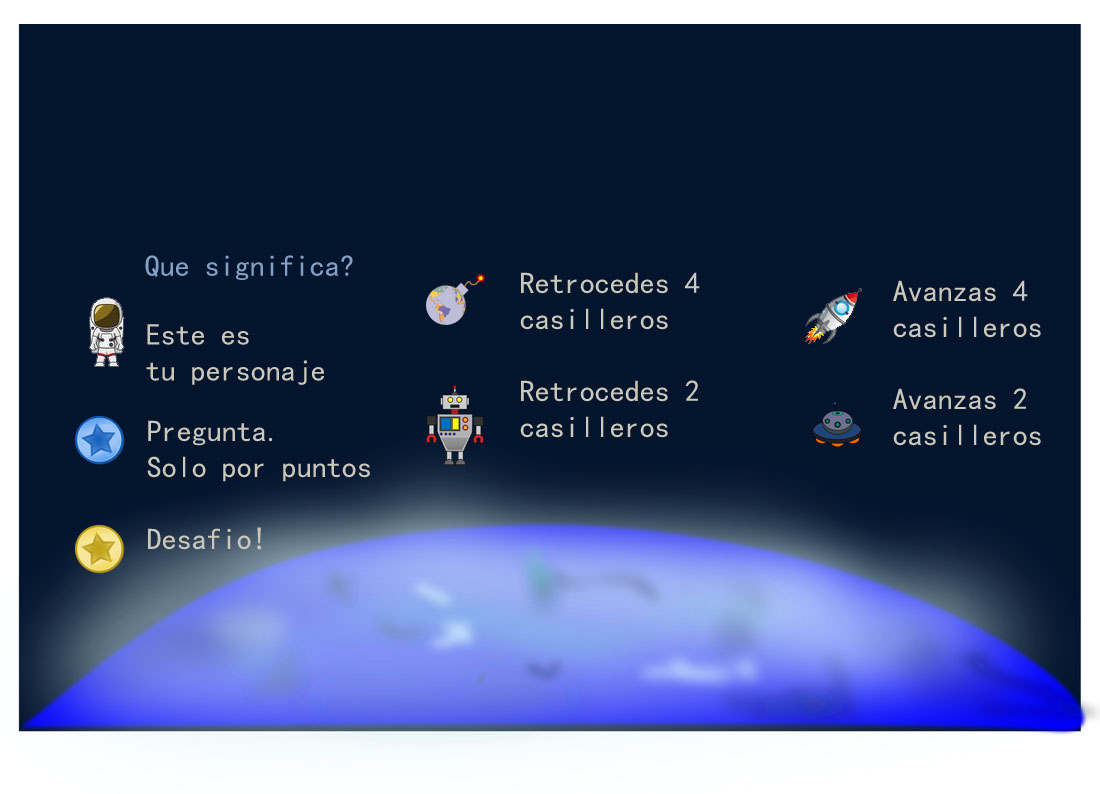 Que significa?
Este es
tu personaje
Pregunta.
Solo por puntos
Desafio!
Retrocedes 4
casilleros
Retrocedes 2
casilleros
Avanzas 4
casilleros
Avanzas 2
casilleros